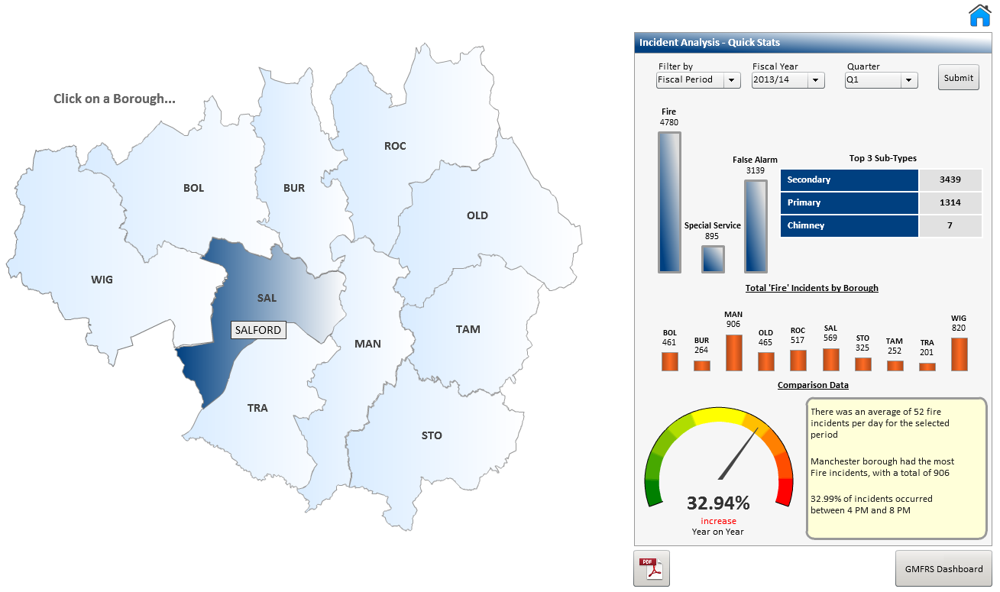 Incident Analysis - Quick Stats
Filter by
Fiscal Year
Quarter
Fiscal Period
2013/14
Q1
Submit
Click on a Borough...
ROC
BOL
BUR
OLD
WIG
SAL
SALFORD
TAM
MAN
TRA
STO
Fire
4780
Special Service
895
False Alarm
3139
Top 3 Sub-Types
Secondary 3439
Primary 1314
Chimney 7
Total 'Fire' Incidents by Borough
BOL
461
BUR
264
MAN
906
OLD
465
ROC
517
SAL
569
STO
325
TAM
252
TRA
201
WIG
820
Comparison Data
32.94%
increase
Year on Year
There was an average of 52 fire
incidents per day for the selected
period
Manchester borough had the most
Fire incidents, with a total of 906
32.99% of incidents occurred
between 4 PM and 8 PM
PDF
GMFRS Dashboard